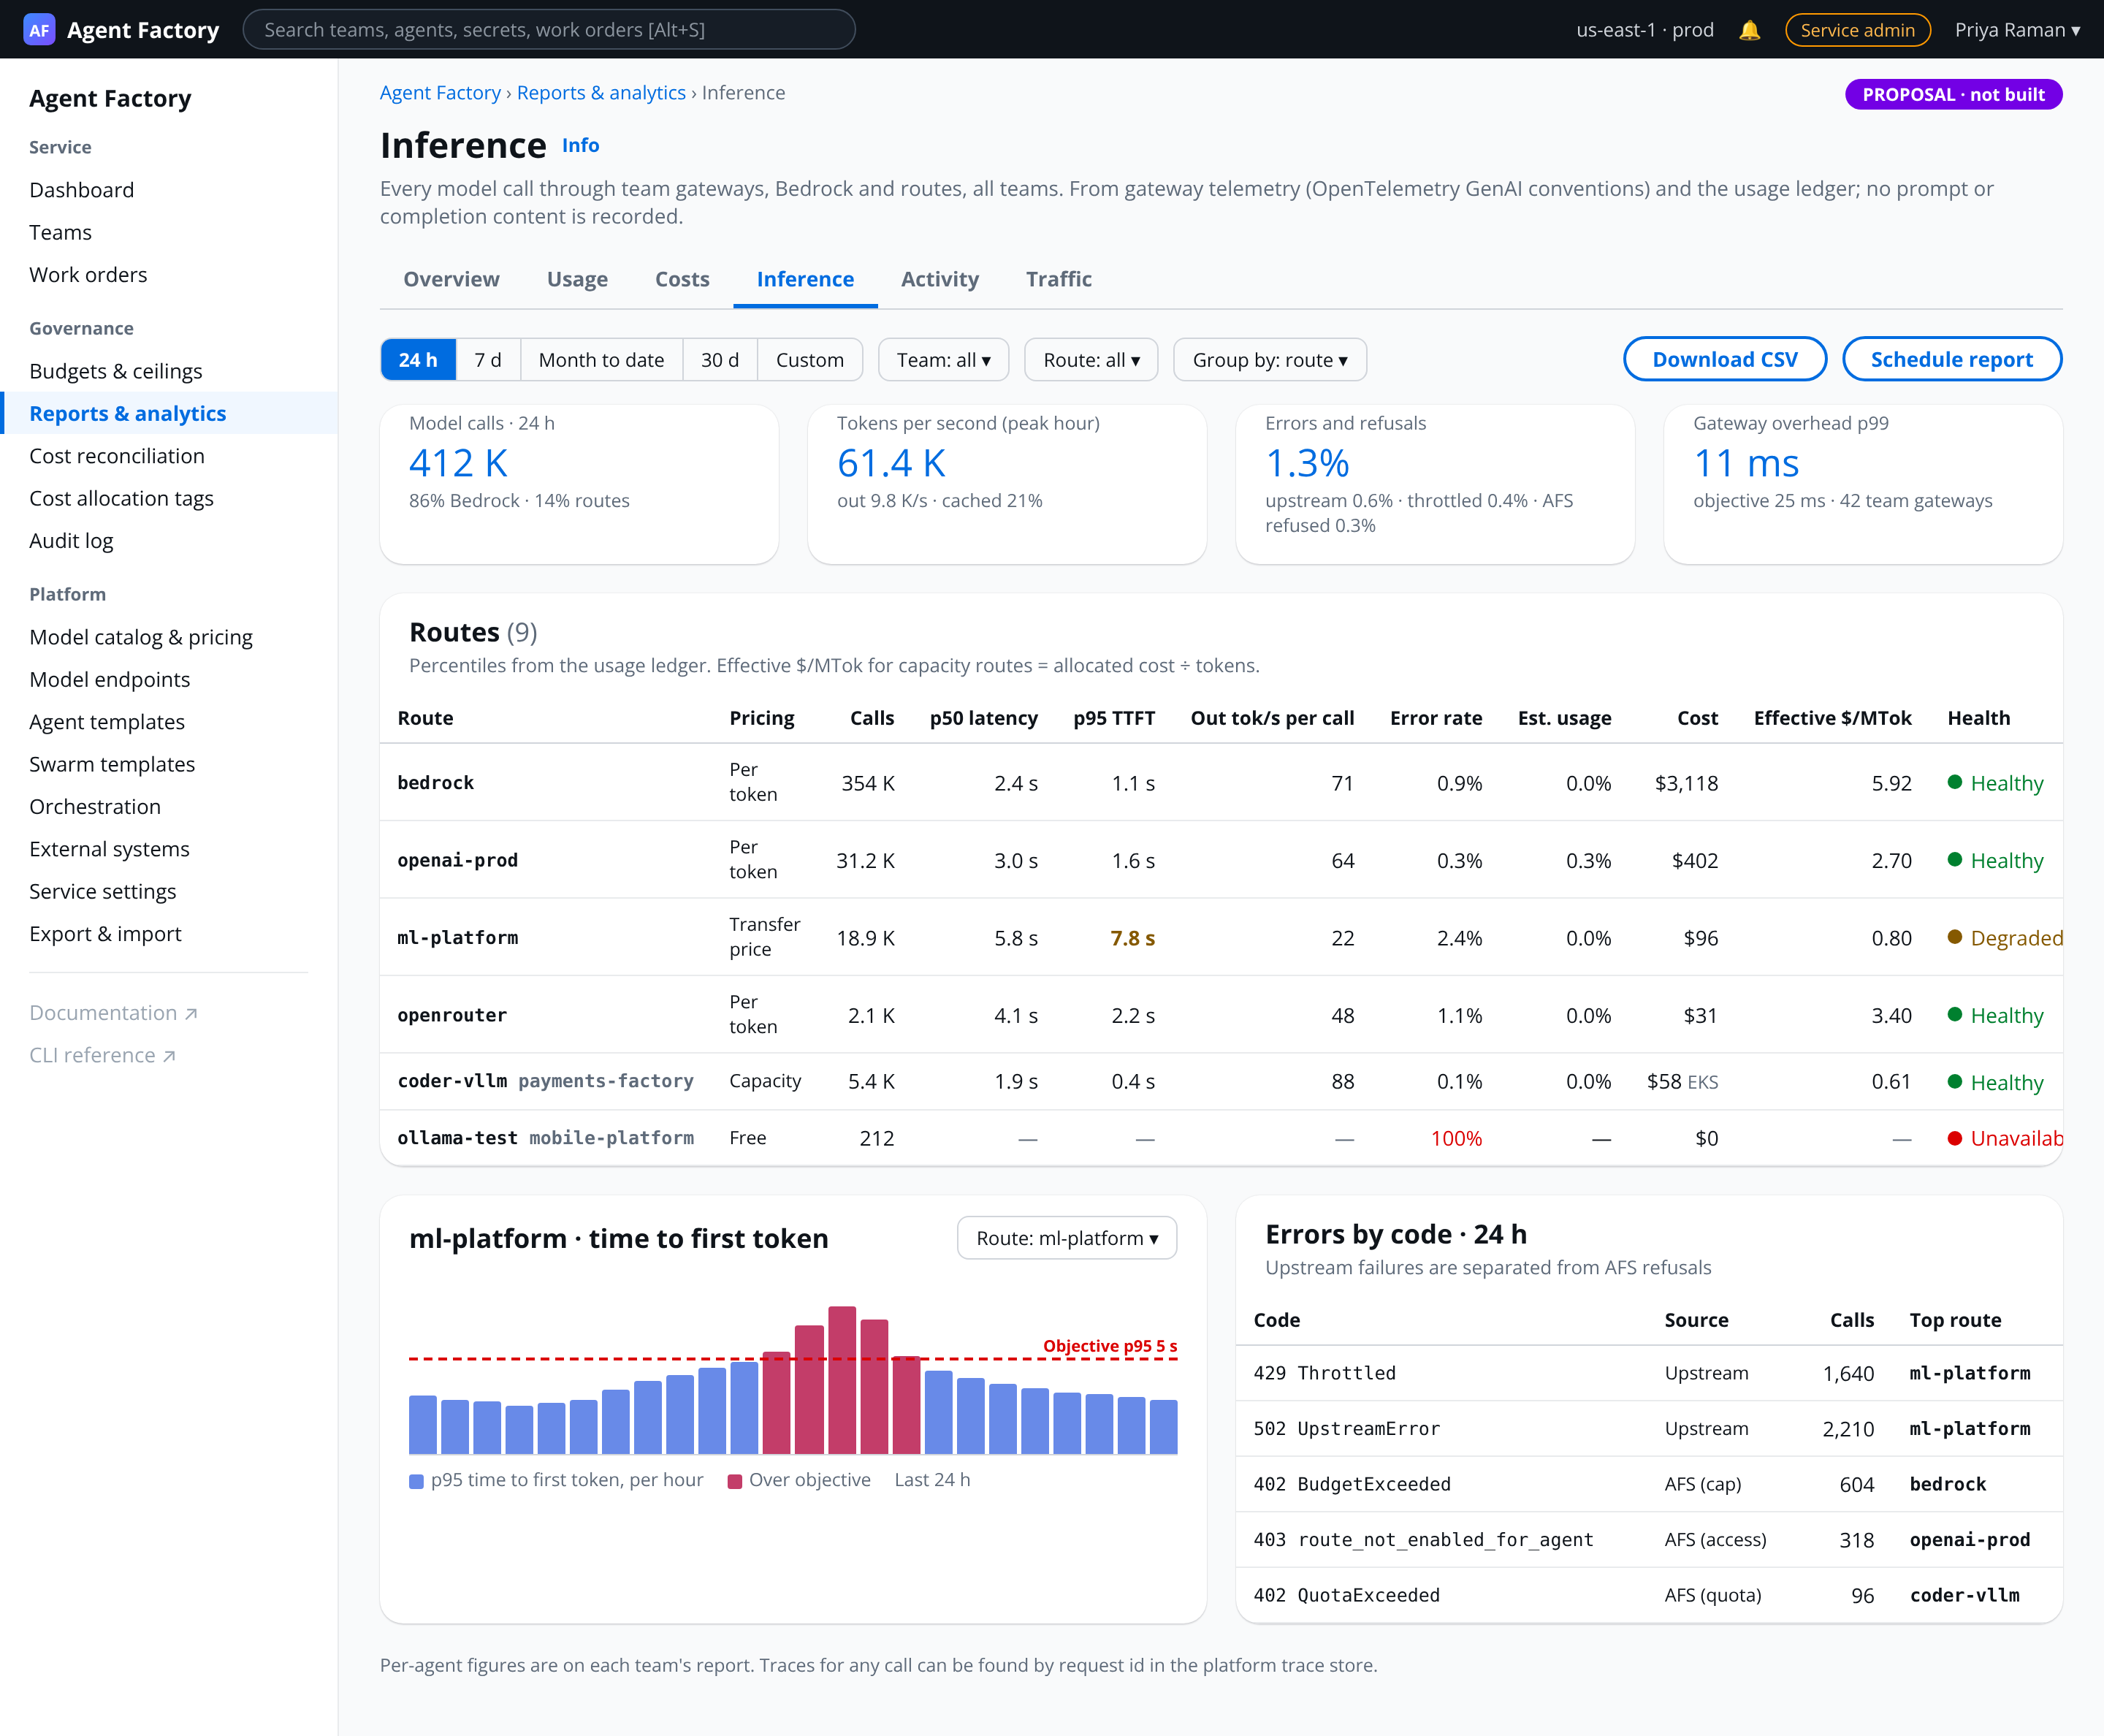 AF Agent Factory
Search teams, agents, secrets, work orders [Alt+S]
us-east-1 · prod
Service admin
Priya Raman ▾
Agent Factory
Service
Dashboard
Teams
Work orders
Governance
Budgets & ceilings
Reports & analytics
Cost reconciliation
Cost allocation tags
Audit log
Platform
Model catalog & pricing
Model endpoints
Agent templates
Swarm templates
Orchestration
External systems
Service settings
Export & import
Documentation ↗
CLI reference ↗
Agent Factory › Reports & analytics › Inference
PROPOSAL · not built
Inference Info
Every model call through team gateways, Bedrock and routes, all teams. From gateway telemetry (OpenTelemetry GenAI conventions) and the usage ledger; no prompt or
completion content is recorded.
Overview Usage Costs Inference Activity Traffic
24 h 7 d Month to date 30 d Custom Team: all ▾ Route: all ▾ Group by: route ▾ Download CSV Schedule report
Model calls · 24 h
412 K
86% Bedrock · 14% routes
Tokens per second (peak hour)
61.4 K
out 9.8 K/s · cached 21%
Errors and refusals
1.3%
upstream 0.6% · throttled 0.4% · AFS
refused 0.3%
Gateway overhead p99
11 ms
objective 25 ms · 42 team gateways
Routes (9)
Percentiles from the usage ledger. Effective $/MTok for capacity routes = allocated cost ÷ tokens.
Route Pricing Calls p50 latency p95 TTFT Out tok/s per call Error rate Est. usage Cost Effective $/MTok Health
bedrock Per token 354 K 2.4 s 1.1 s 71 0.9% 0.0% $3,118 5.92 Healthy
openai-prod Per token 31.2 K 3.0 s 1.6 s 64 0.3% 0.3% $402 2.70 Healthy
ml-platform Transfer price 18.9 K 5.8 s 7.8 s 22 2.4% 0.0% $96 0.80 Degraded
openrouter Per token 2.1 K 4.1 s 2.2 s 48 1.1% 0.0% $31 3.40 Healthy
coder-vllm payments-factory Capacity 5.4 K 1.9 s 0.4 s 88 0.1% 0.0% $58 EKS 0.61 Healthy
ollama-test mobile-platform Free 212 — — — 100% — $0 — Unavailab
ml-platform · time to first token
Route: ml-platform ▾
Objective p95 5 s
p95 time to first token, per hour Over objective Last 24 h
Errors by code · 24 h
Upstream failures are separated from AFS refusals
Code Source Calls Top route
429 Throttled Upstream 1,640 ml-platform
502 UpstreamError Upstream 2,210 ml-platform
402 BudgetExceeded AFS (cap) 604 bedrock
403 route_not_enabled_for_agent AFS (access) 318 openai-prod
402 QuotaExceeded AFS (quota) 96 coder-vllm
Per-agent figures are on each team's report. Traces for any call can be found by request id in the platform trace store.